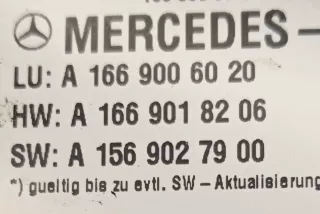 MERCEDES–
LU: A 166 900 60 20
HW: A 166 901 82 06
SW: A 156 902 79 00
*) gueltig bis zu evtl. SW – Aktualisierung